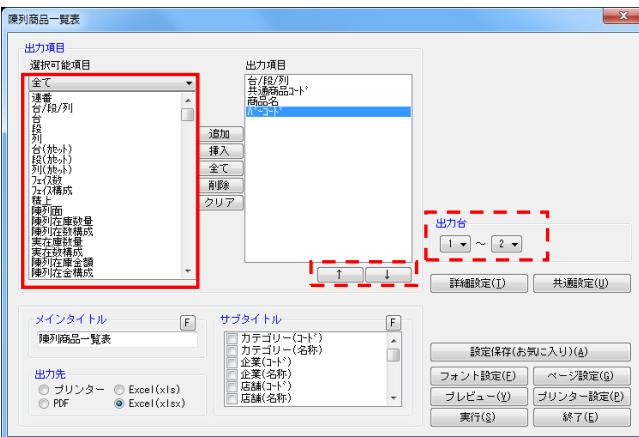 陳列商品一覧表
出力項目
選択可能項目
全て
連番
台/段/列
台
段
列
台(ｶｾｯﾄ)
段(ｶｾｯﾄ)
列(ｶｾｯﾄ)
ﾌｪｲｽ数
ﾌｪｲｽ構成
積上
陳列面
陳列在庫数量
陳列在数構成
実在庫数量
実在数構成
陳列在庫金額
陳列在金構成
追加
挿入
全て
削除
クリア
出力項目
台/段/列
共通商品ｺｰﾄﾞ
商品名
ﾊﾞｰｺｰﾄﾞ
↑
↓
出力台
1 ～ 2
詳細設定(I)
共通設定(U)
メインタイトル
F
陳列商品一覧表
出力先
プリンター
Excel(xls)
PDF
Excel(xlsx)
サブタイトル
F
カテゴリー(ｺｰﾄﾞ)
カテゴリー(名称)
企業(ｺｰﾄﾞ)
企業(名称)
店舗(ｺｰﾄﾞ)
店舗(名称)
設定保存(お気に入り)(A)
フォント設定(F)
ページ設定(G)
プレビュー(V)
プリンター設定(P)
実行(S)
終了(E)